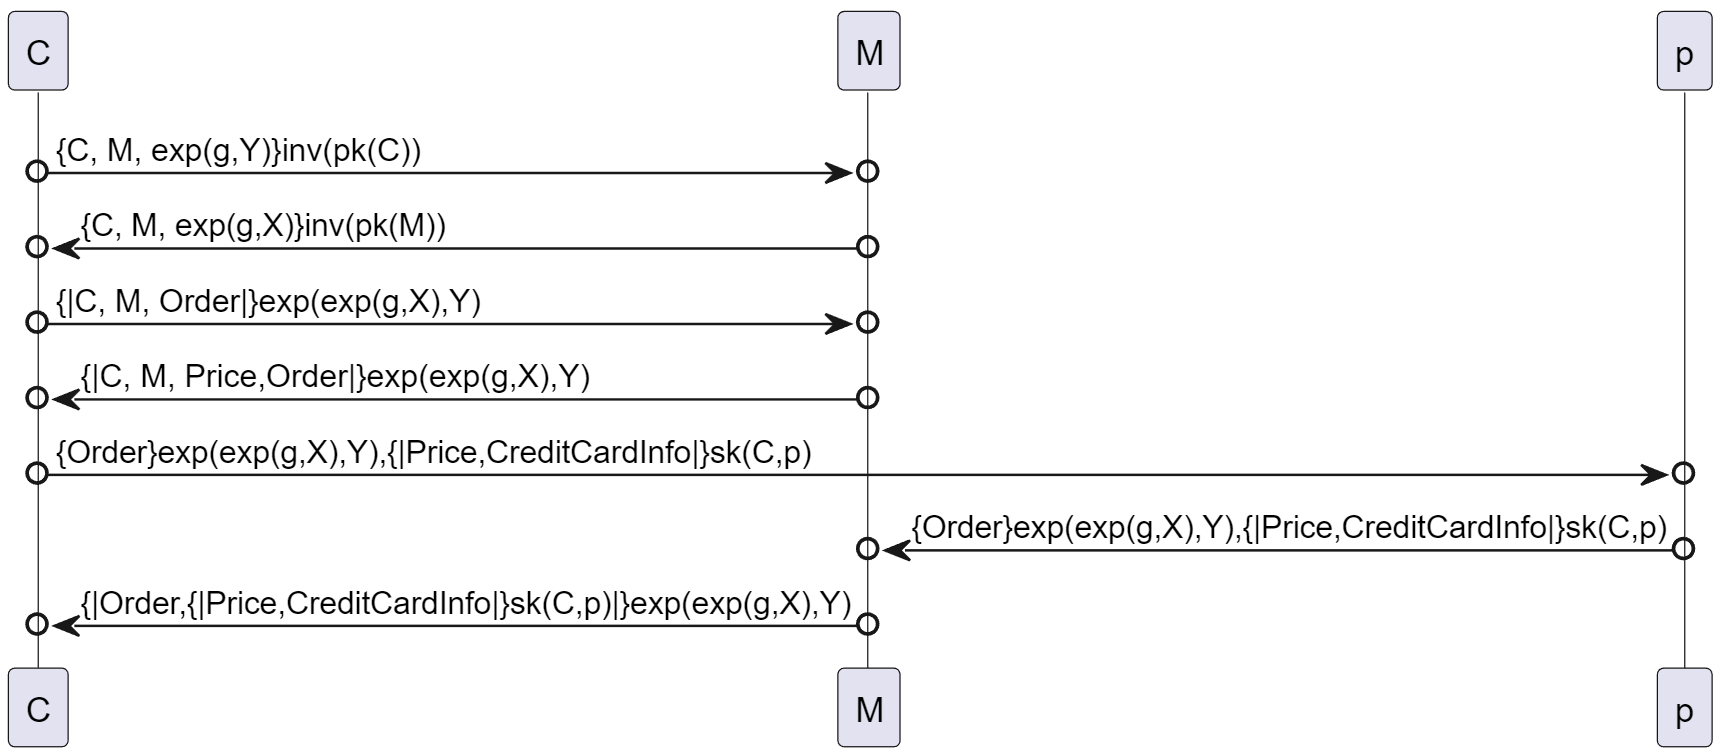 C M p
{C, M, exp(g,Y)}inv(pk(C))
{C, M, exp(g,X)}inv(pk(M))
{|C, M, Order|}exp(exp(g,X),Y)
{|C, M, Price,Order|}exp(exp(g,X),Y)
{Order}exp(exp(g,X),Y),{|Price,CreditCardInfo|}sk(C,p)
{Order}exp(exp(g,X),Y),{|Price,CreditCardInfo|}sk(C,p)
{|Order,{|Price,CreditCardInfo|}sk(C,p)|}exp(exp(g,X),Y)
C M p